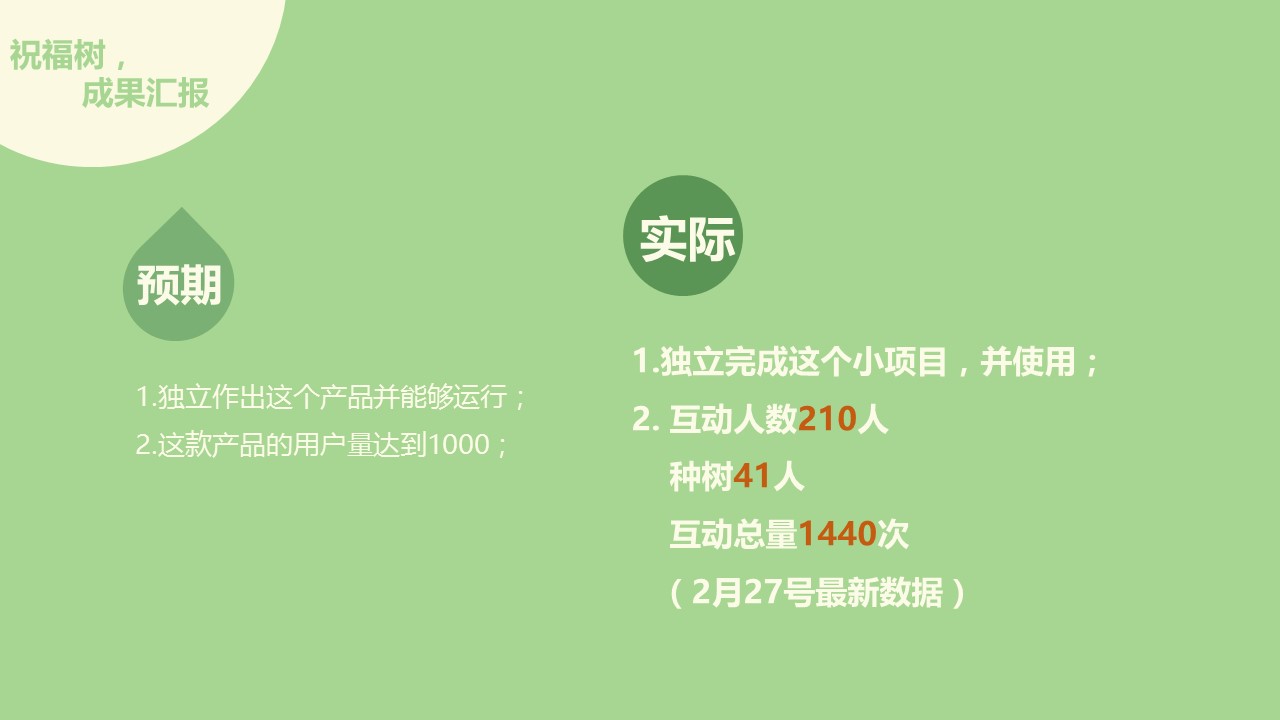 祝福树，
成果汇报
预期
1.独立作出这个产品并能够运行；
2.这款产品的用户量达到1000；
实际
1.独立完成这个小项目，并使用；
2. 互动人数210人
种树41人
互动总量1440次
（2月27号最新数据）